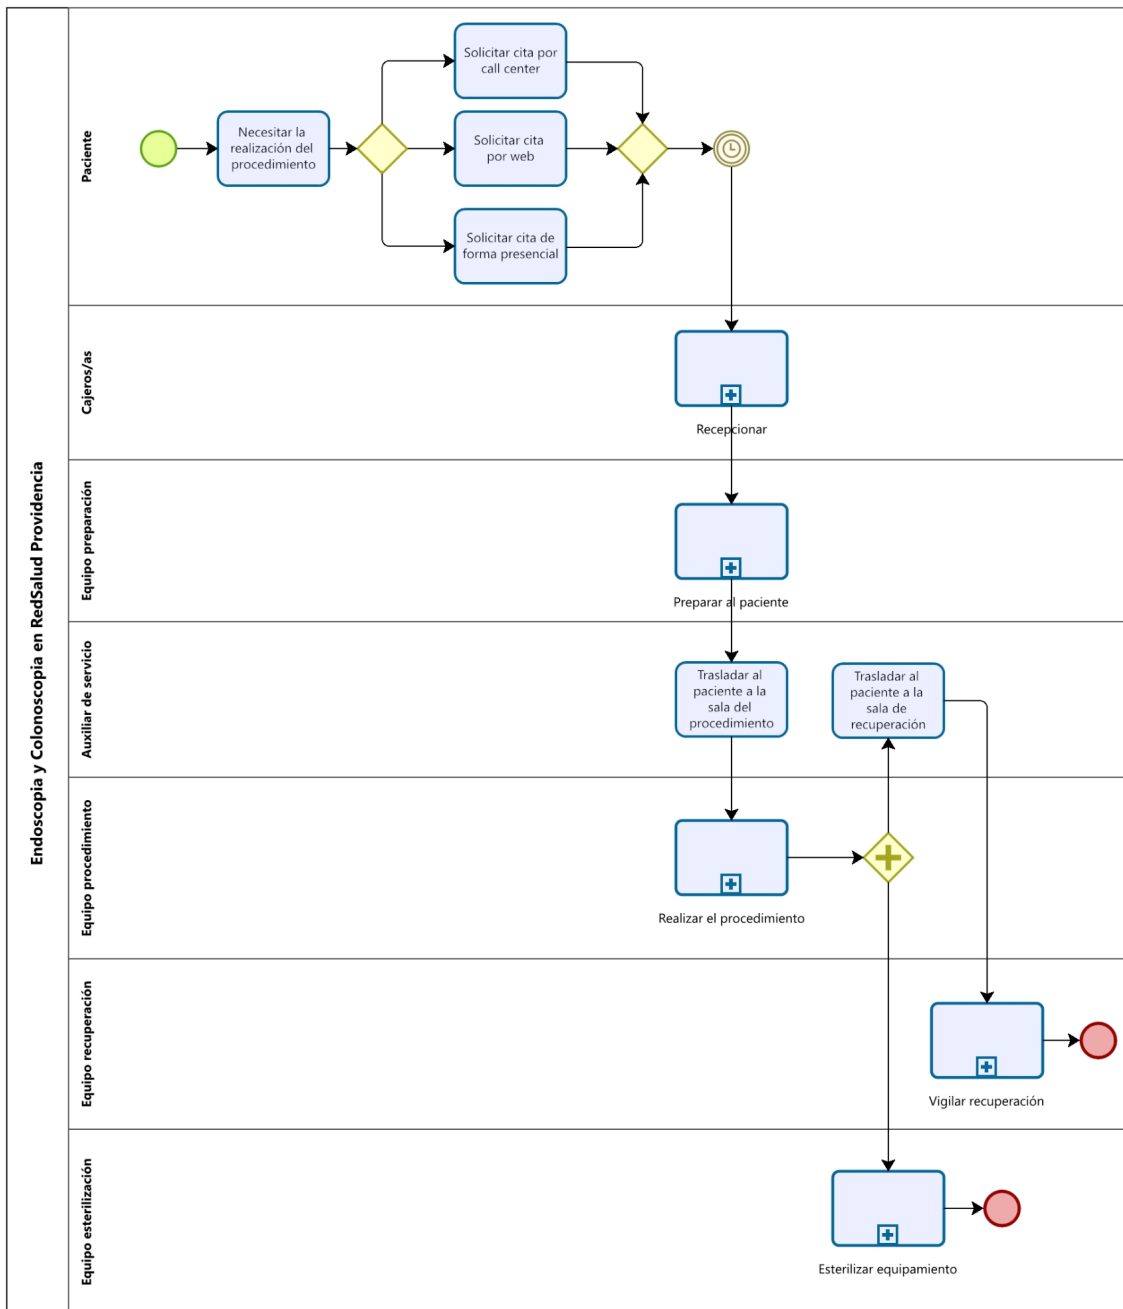 Endoscopia y Colonoscopia en RedSalud Providencia
Paciente
Necesitar la
realización del
procedimiento
Solicitar cita por
call center
Solicitar cita
por web
Solicitar cita de
forma presencial
Cajeros/as
Recepcionar
Equipo preparación
Preparar al paciente
Auxiliar de servicio
Trasladar al
paciente a la
sala del
procedimiento
Trasladar al
paciente a la
sala de
recuperación
Equipo procedimiento
Realizar el procedimiento
Equipo recuperación
Vigilar recuperación
Equipo esterilización
Esterilizar equipamiento